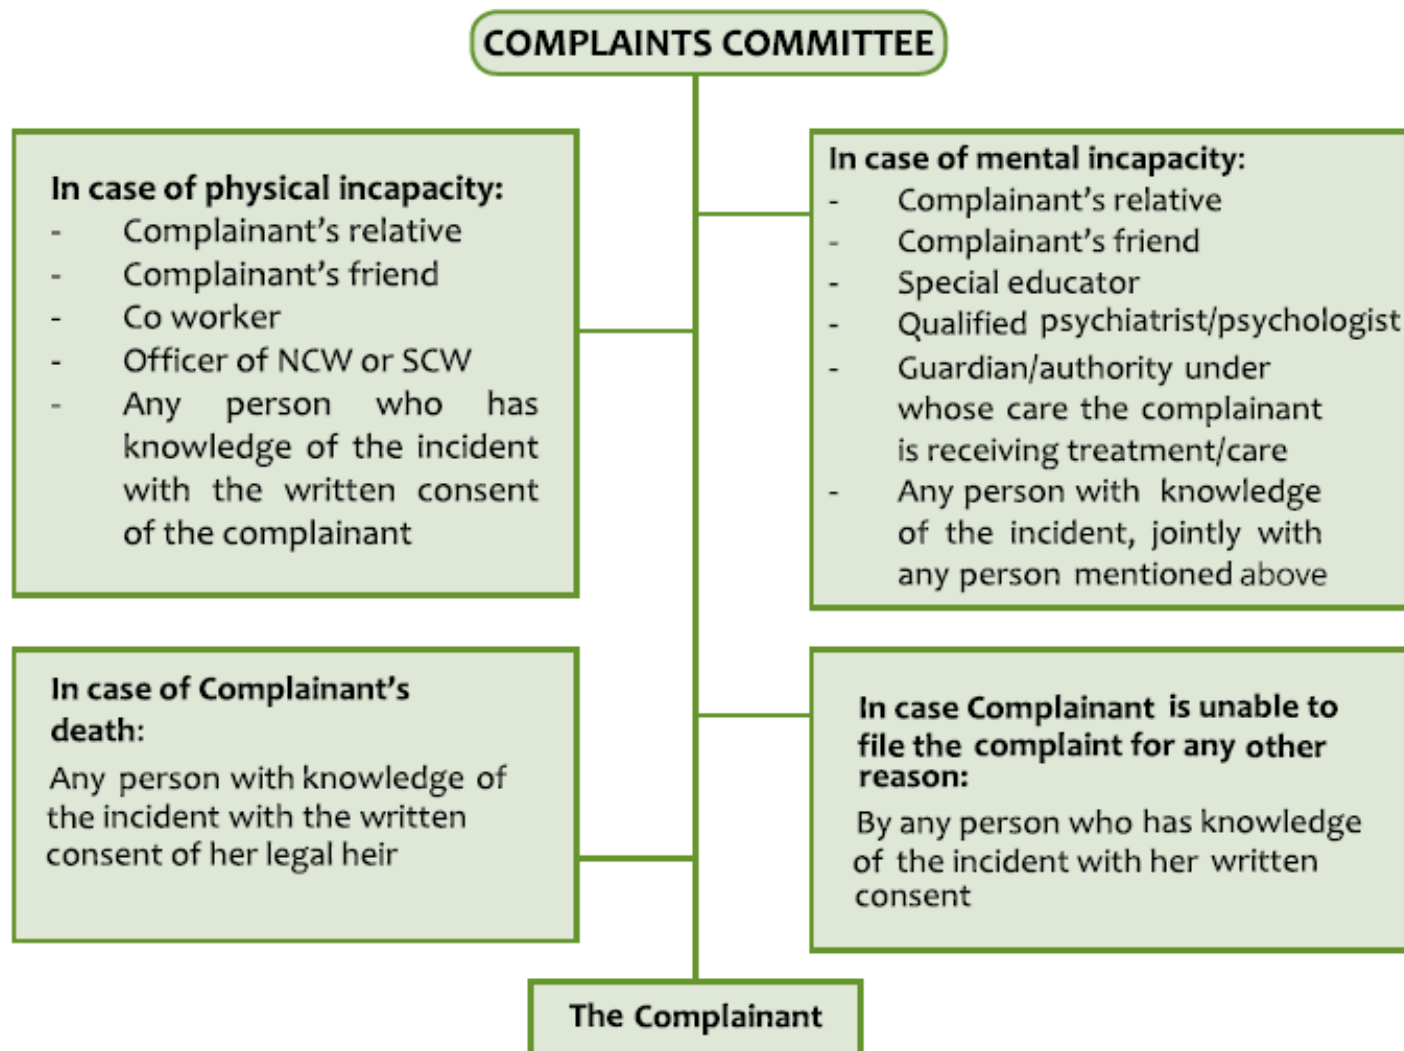 COMPLAINTS COMMITTEE
In case of physical incapacity:
- Complainant's relative
- Complainant's friend
- Co worker
- Officer of NCW or SCW
- Any person who has
knowledge of the incident
with the written consent
of the complainant
In case of mental incapacity:
- Complainant's relative
- Complainant's friend
- Special educator
- Qualified psychiatrist/psychologist
- Guardian/authority under
whose care the complainant
is receiving treatment/care
- Any person with knowledge
of the incident, jointly with
any person mentioned above
In case of Complainant's
death:
Any person with knowledge of
the incident with the written
consent of her legal heir
In case Complainant is unable to
file the complaint for any other
reason:
By any person who has knowledge
of the incident with her written
consent
The Complainant